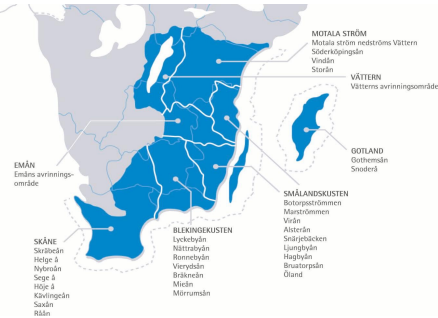 MOTALA STRÖM
Motala ström nedströms Vättern
Söderköpingsån
Vindån
Storån
VÄTTERN
Vätterns avrinningsområde
GOTLAND
Gothemsån
Snoderå
EMÅN
Emåns avrinnings-
område
SMÅLANDSKUSTEN
Botorpsströmmen
Marströmmen
Virån
Alsterån
Snärjebäcken
Ljungbyån
Hagbyån
Bruatorpsån
Öland
BLEKINGEKUSTEN
Lyckebyån
Nättrabyån
Ronnebyån
Vierydsån
Bräkneån
Mieån
Mörrumsån
SKÅNE
Skräbeån
Helge å
Nybroån
Sege å
Höje å
Kävlingeån
Saxån
Råån